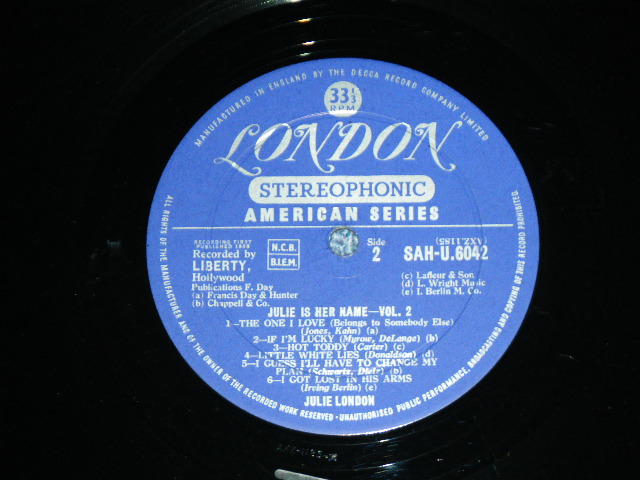 MANUFACTURED IN ENGLAND BY THE DECCA RECORD COMPANY LIMITED
33⅓
RPM
LONDON
STEREOPHONIC
AMERICAN SERIES
RECORDING FIRST
PUBLISHED 1958
Recorded by
LIBERTY,
Hollywood
Publications F. Day
(a) Francis Day & Hunter
(b) Chappell & Co.
N.C.B.
B.I.E.M.
Side
2
(AXZ.1185)
SAH-U.6042
(c) Lafleur & Son
(d) L. Wright Music
(e) I. Berlin M. Co.
JULIE IS HER NAME—VOL. 2
1—THE ONE I LOVE (Belongs to Somebody Else)
(Jones, Kahn) (a)
2—IF I'M LUCKY (Myrow, DeLange) (b)
3—HOT TODDY (Carter) (c)
4—LITTLE WHITE LIES (Donaldson) (d)
5—I GUESS I'LL HAVE TO CHANGE MY
PLAN (Schwartz, Dietz) (b)
6—I GOT LOST IN HIS ARMS
(Irving Berlin) (e)
JULIE LONDON
ALL RIGHTS OF THE MANUFACTURER AND OF THE OWNER OF THE RECORDED WORK RESERVED · UNAUTHORISED PUBLIC PERFORMANCE, BROADCASTING AND COPYING OF THIS RECORD PROHIBITED.